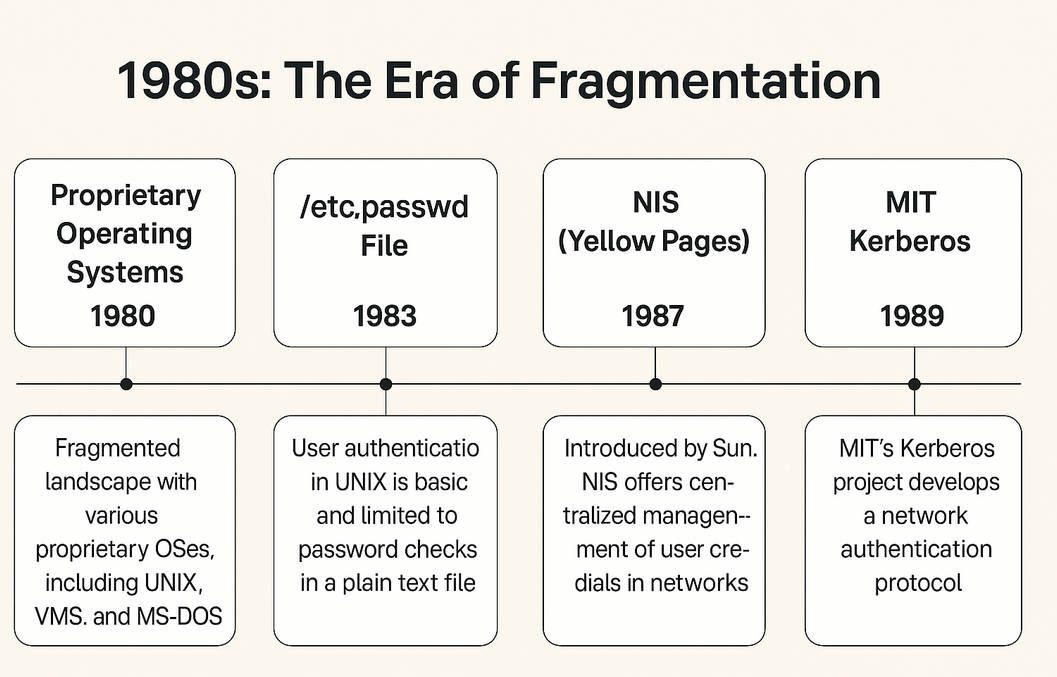 1980s: The Era of Fragmentation
Proprietary
Operating
Systems
1980
/etc,passwd
File
1983
NIS
(Yellow Pages)
1987
MIT
Kerberos
1989
Fragmented
landscape with
various
proprietary OSes,
including UNIX,
VMS. and MS-DOS
User authenticatio
in UNIX is basic
and limited to
password checks
in a plain text file
Introduced by Sun.
NIS offers cen-
tralized managen--
ment of user cre-
dials in networks
MIT's Kerberos
project develops
a network
authentication
protocol